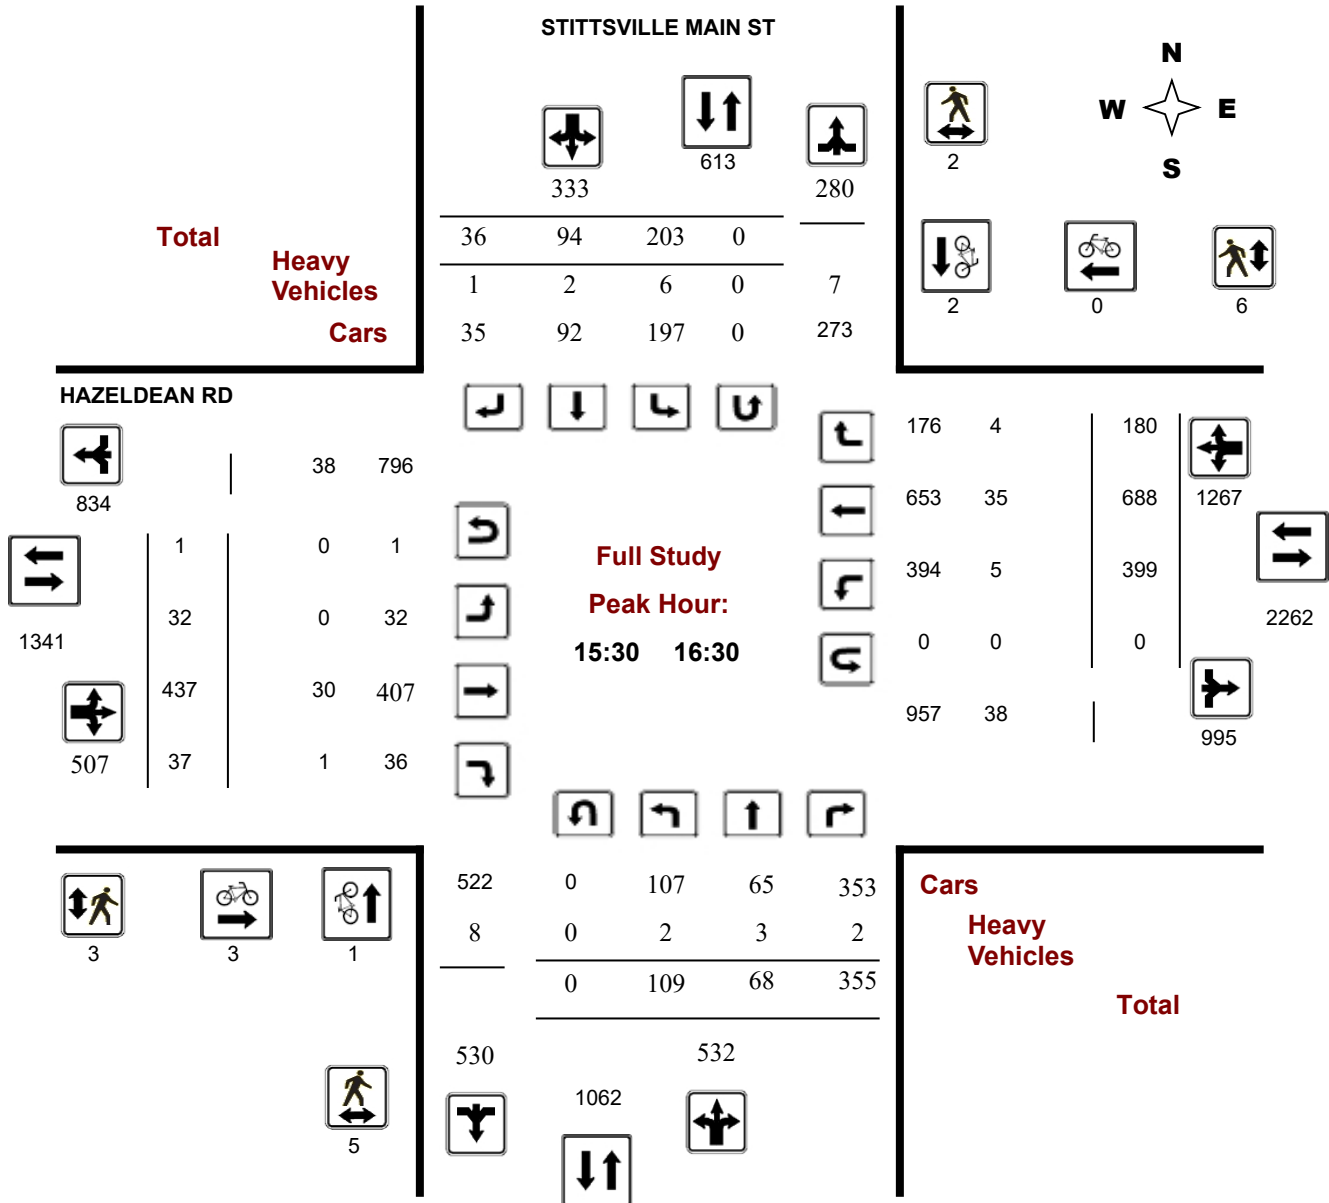 STITTSVILLE MAIN ST
N
W E
S
613
2
333
280
Total
36 94 203 0
Heavy
Vehicles
1 2 6 0 7
2 0 6
Cars
35 92 197 0 273
HAZELDEAN RD
176 4 180
38 796
834
653 35 688 1267
1 0 1
Full Study
394 5 399
32 0 32
Peak Hour:
2262
1341
15:30 16:30
0 0 0
437 30 407
957 38
995
507 37 1 36
522 0 107 65 353
Cars
8 0 2 3 2
Heavy
Vehicles
3 3 1
0 109 68 355
Total
530 532
1062
5